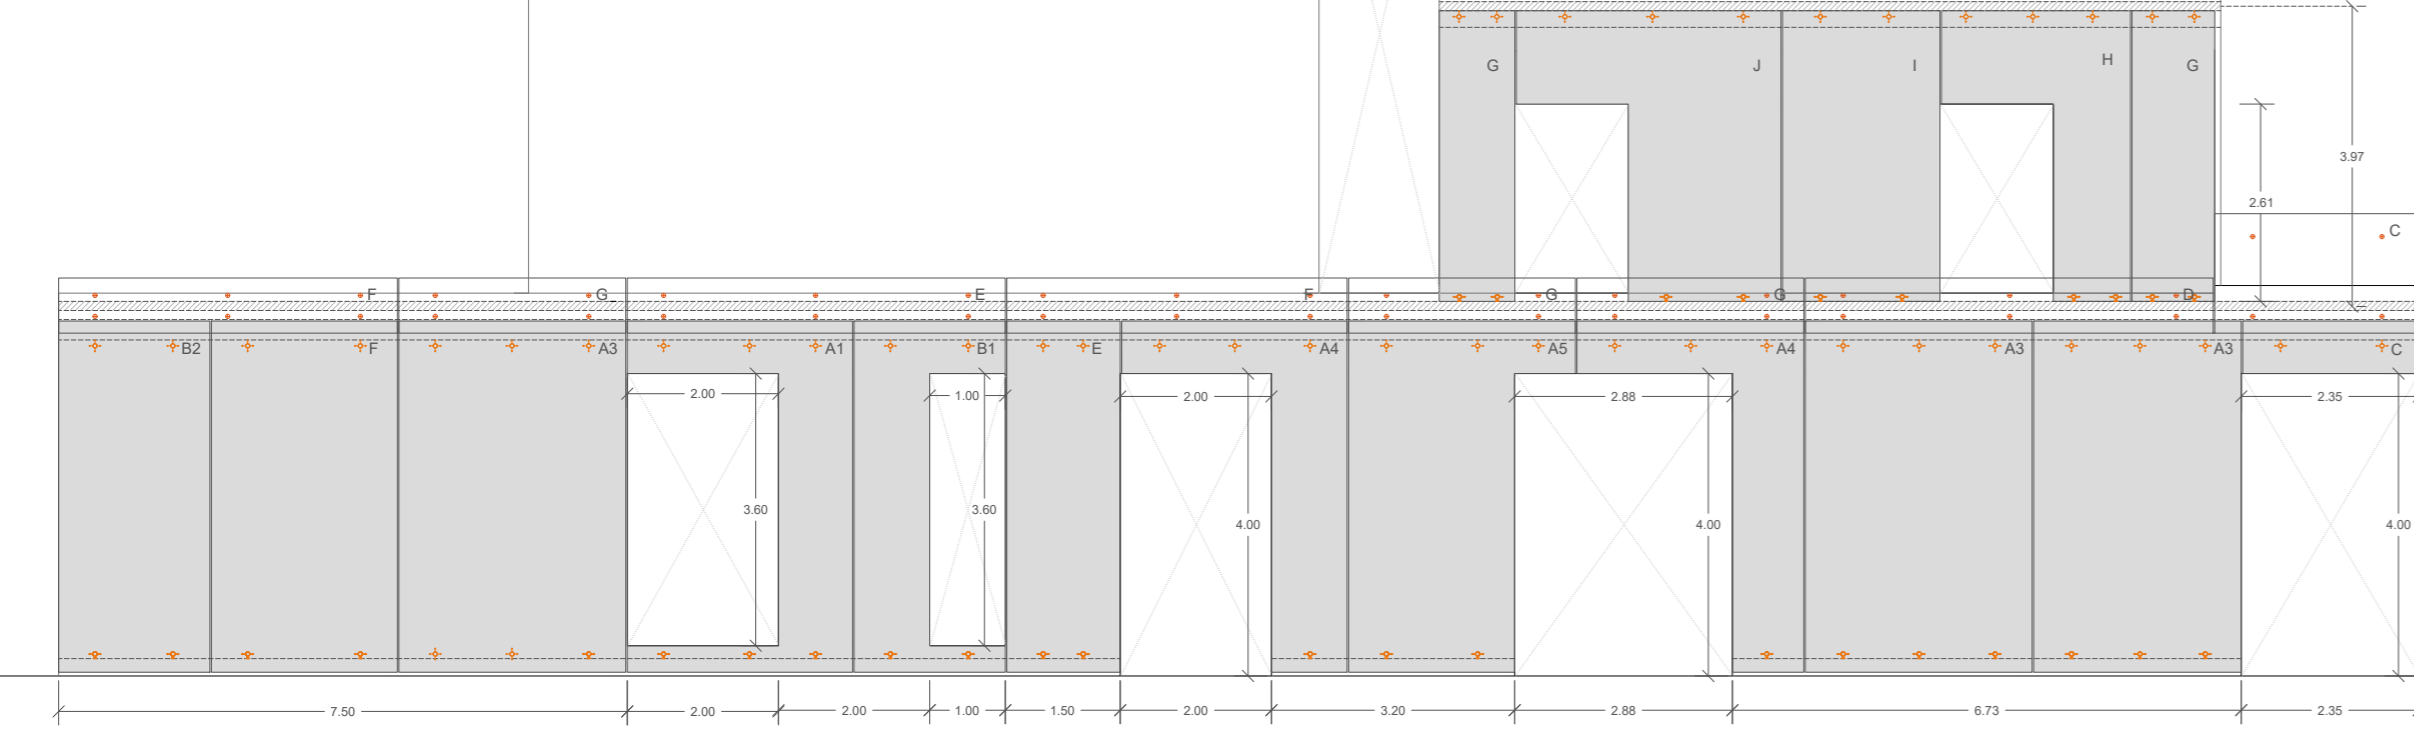 G J I H G
3.97
2.61
C
F G E F G G D
B2 F A3 A1 B1 E A4 A5 A4 A3 A3 C
2.00 1.00 2.00 2.88 2.35
3.60 3.60 4.00 4.00 4.00
7.50 2.00 2.00 1.00 1.50 2.00 3.20 2.88 6.73 2.35